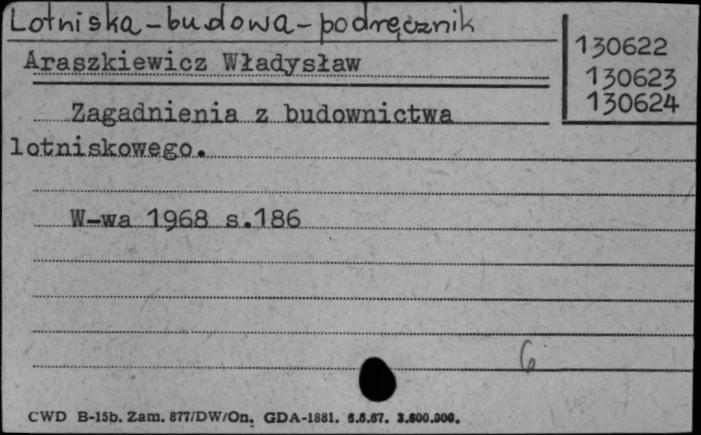 Lotniska - budowa - podręcznik
130622
Araszkiewicz Władysław
130623
130624
Zagadnienia z budownictwa
lotniskowego.
W-wa 1968 s.186
6
CWD B-15b. Zam. 877/DW/On. GDA-1881. 6.6.67. 3.600.000.